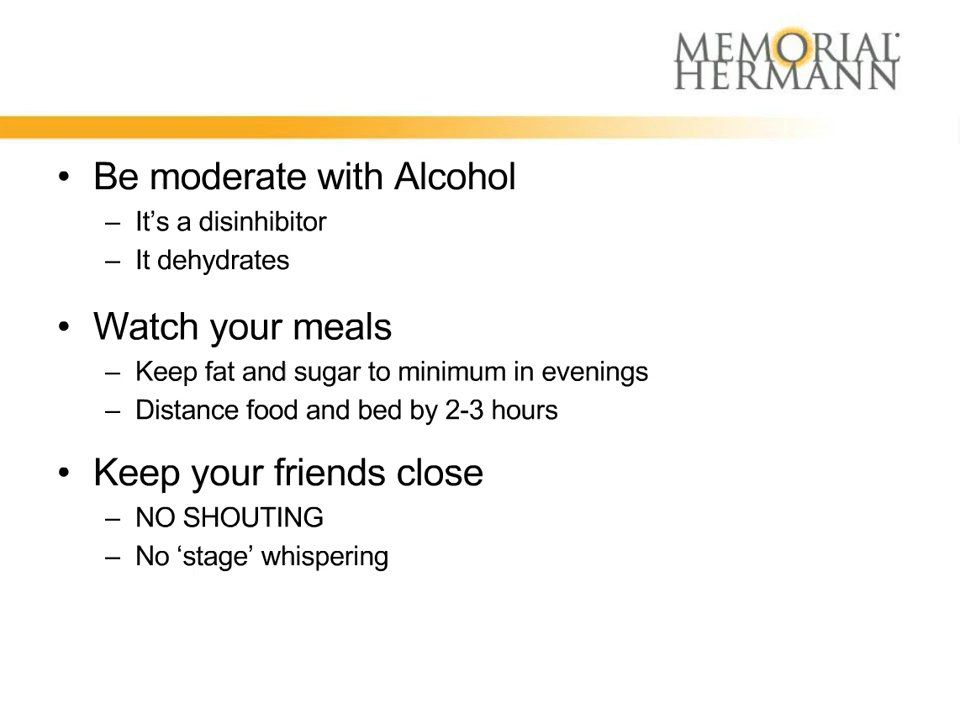 MEMORIAL
HERMANN
• Be moderate with Alcohol
– It’s a disinhibitor
– It dehydrates
• Watch your meals
– Keep fat and sugar to minimum in evenings
– Distance food and bed by 2-3 hours
• Keep your friends close
– NO SHOUTING
– No ‘stage’ whispering